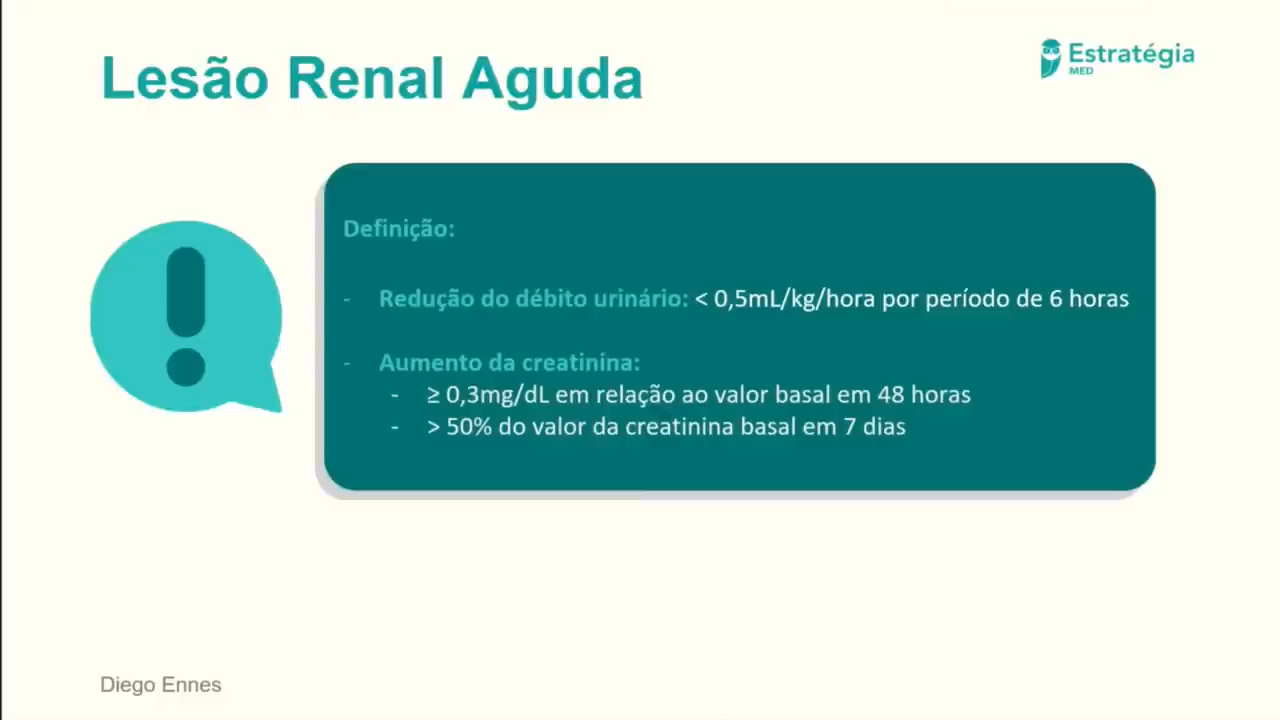 Lesão Renal Aguda
Estratégia
MED
Definição:
- Redução do débito urinário: < 0,5mL/kg/hora por período de 6 horas
- Aumento da creatinina:
- ≥ 0,3mg/dL em relação ao valor basal em 48 horas
- > 50% do valor da creatinina basal em 7 dias
Diego Ennes